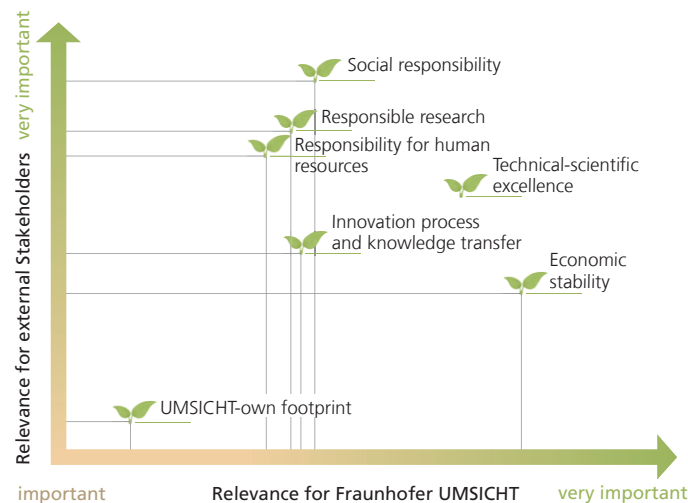 very important
Relevance for external Stakeholders
Social responsibility
Responsible research
Responsibility for human
resources
Technical-scientific
excellence
Innovation process
and knowledge transfer
Economic
stability
UMSICHT-own footprint
important
Relevance for Fraunhofer UMSICHT
very important